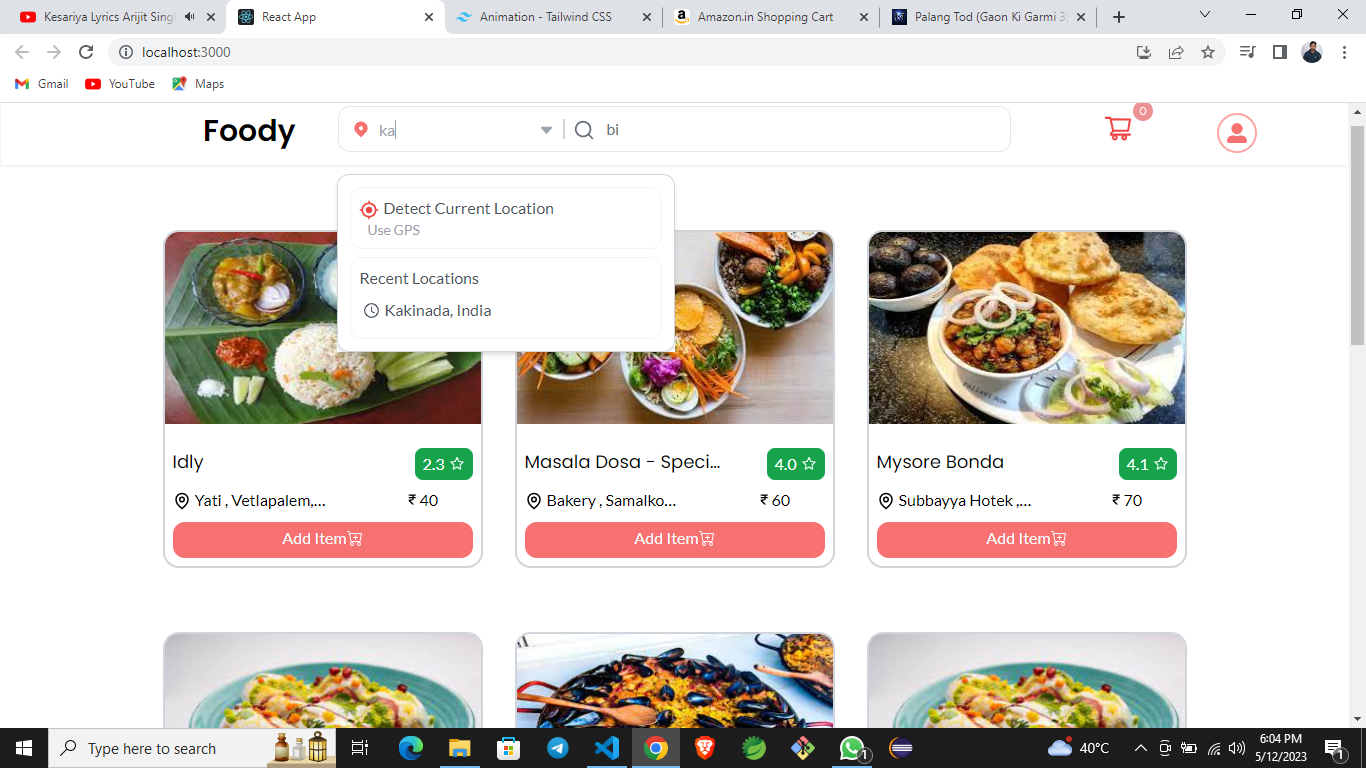 Kesariya Lyrics Arijit Sing
React App
Animation - Tailwind CSS
Amazon.in Shopping Cart
Palang Tod (Gaon Ki Garmi 3
localhost:3000
Gmail
YouTube
Maps
Foody
ka
bi
0
Detect Current Location
Use GPS
Recent Locations
Kakinada, India
Idly
2.3
Yati , Vetlapalem,...
₹ 40
Add Item
Masala Dosa - Speci...
4.0
Bakery , Samalko...
₹ 60
Add Item
Mysore Bonda
4.1
Subbayya Hotek ,...
₹ 70
Add Item
Type here to search
1
40°C
6:04 PM
5/12/2023
1